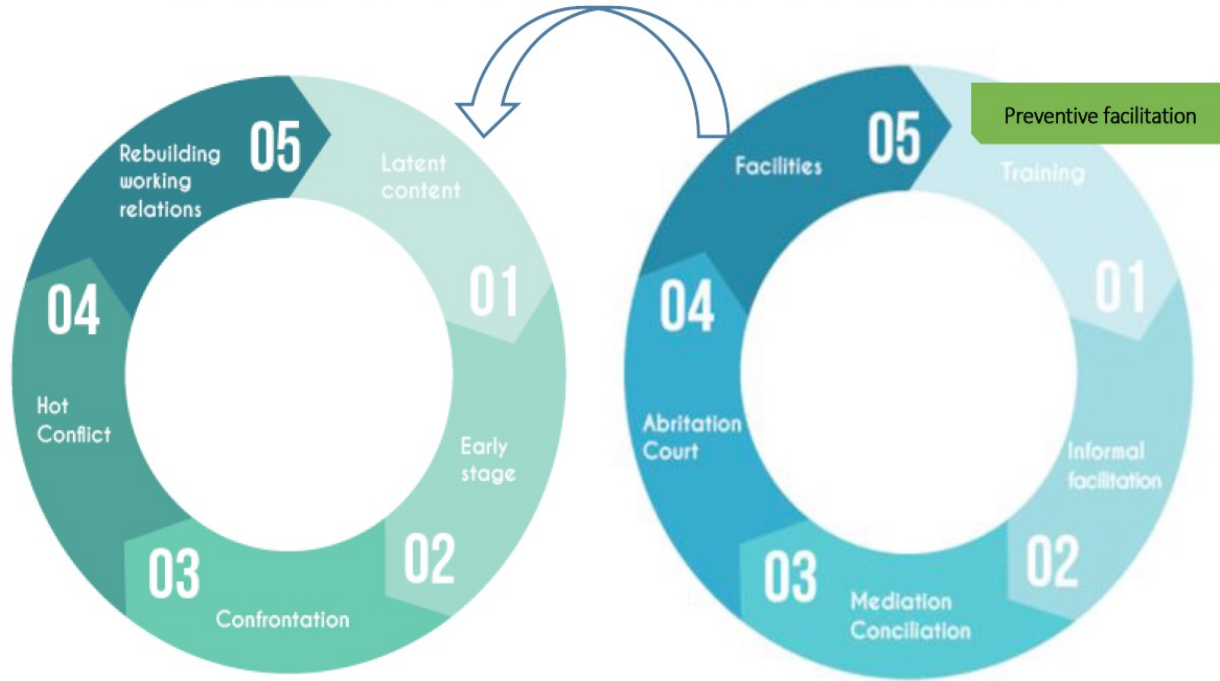 Latent
content
01
Early
stage
02
Confrontation
03
Hot
Conflict
04
Rebuilding
working
relations
05
Preventive facilitation
Training
01
Informal
facilitation
02
Mediation
Conciliation
03
Abritation
Court
04
Facilities
05